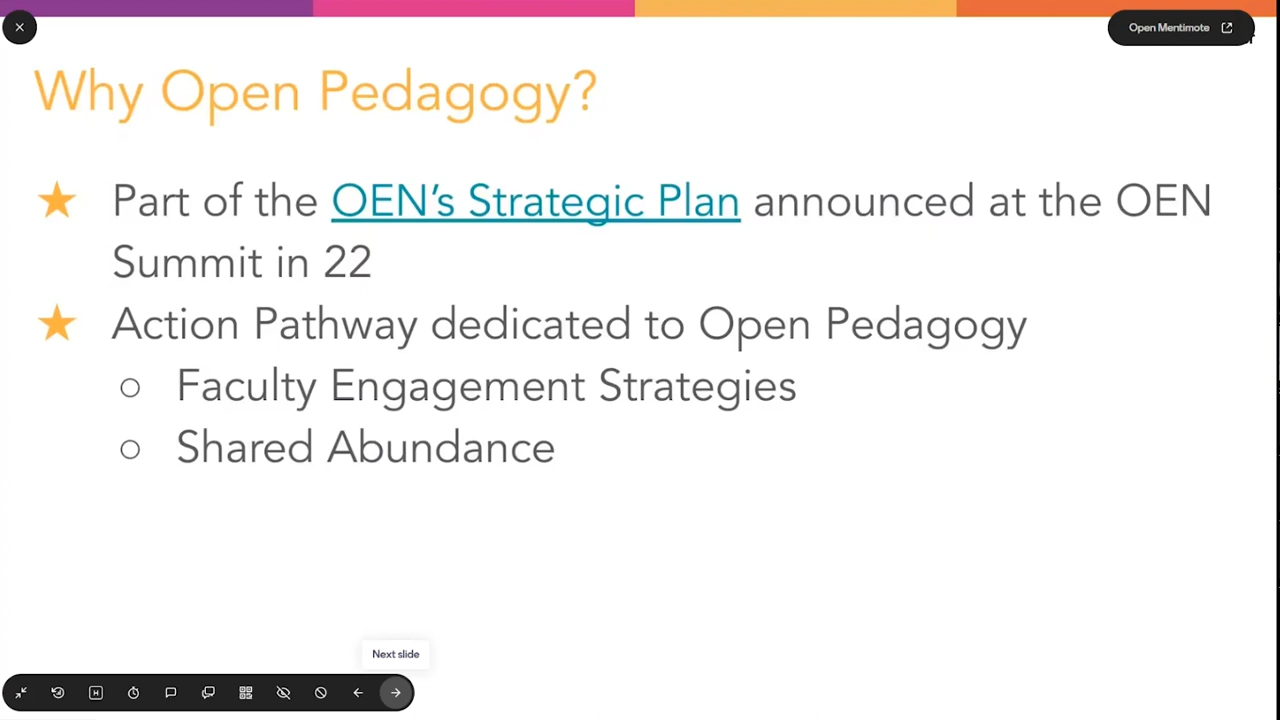 Open Mentimote
Why Open Pedagogy?
Part of the OEN's Strategic Plan announced at the OEN
Summit in 22
Action Pathway dedicated to Open Pedagogy
Faculty Engagement Strategies
Shared Abundance
Next slide